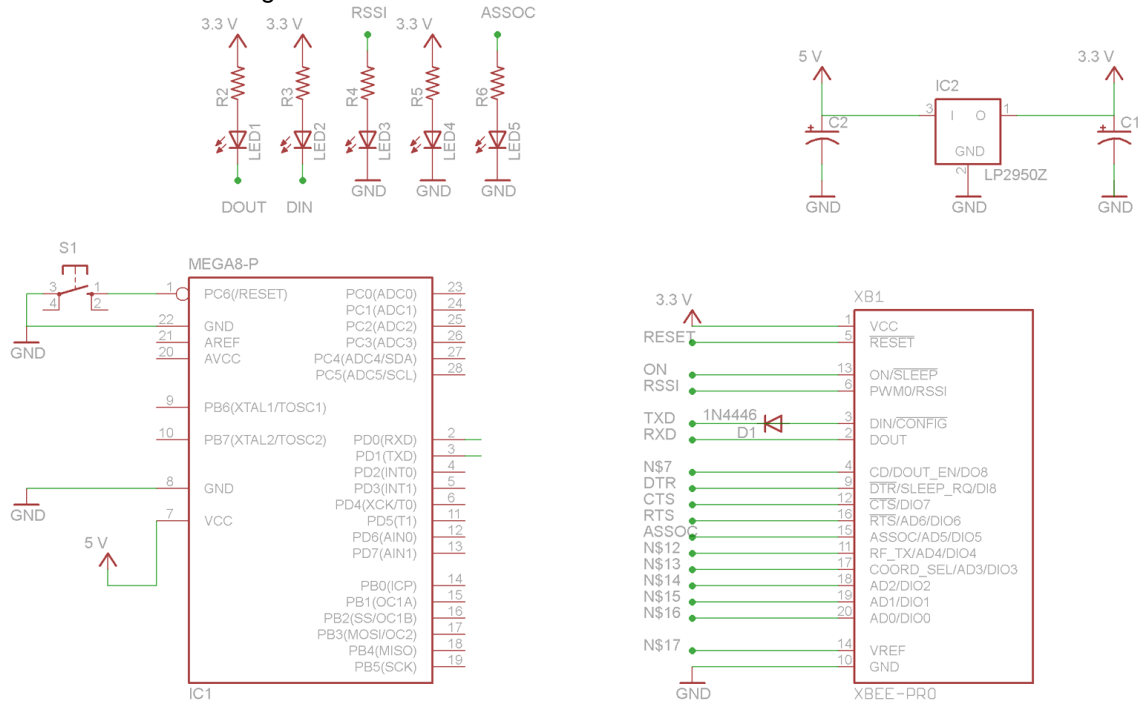 RSSI ASSOC
3.3 V 3.3 V 3.3 V
R2 R3 R4 R5 R6
LED1 LED2 LED3 LED4 LED5
GND GND GND
DOUT DIN
5 V 3.3 V
IC2
3 I O 1
C2 C1
GND
2
LP2950Z
GND GND GND
S1
3 1
4 2
GND
MEGA8-P
1 PC6(/RESET) PC0(ADC0) 23
PC1(ADC1) 24
22 GND PC2(ADC2) 25
21 AREF PC3(ADC3) 26
20 AVCC PC4(ADC4/SDA) 27
PC5(ADC5/SCL) 28
9 PB6(XTAL1/TOSC1)
10 PB7(XTAL2/TOSC2) PD0(RXD) 2
PD1(TXD) 3
PD2(INT0) 4
8 GND PD3(INT1) 5
GND
PD4(XCK/T0) 6
7 VCC PD5(T1) 11
PD6(AIN0) 12
5 V
PD7(AIN1) 13
PB0(ICP) 14
PB1(OC1A) 15
PB2(SS/OC1B) 16
PB3(MOSI/OC2) 17
PB4(MISO) 18
PB5(SCK) 19
IC1
XB1
3.3 V
1 VCC
RESET 5 RESET
ON 13 ON/SLEEP
RSSI 6 PWM0/RSSI
TXD 1N4446 3 DIN/CONFIG
RXD D1 2 DOUT
N$7 4 CD/DOUT_EN/DO8
DTR 9 DTR/SLEEP_RQ/DI8
CTS 12 CTS/DIO7
RTS 16 RTS/AD6/DIO6
ASSOC 15 ASSOC/AD5/DIO5
N$12 11 RF_TX/AD4/DIO4
N$13 17 COORD_SEL/AD3/DIO3
N$14 18 AD2/DIO2
N$15 19 AD1/DIO1
N$16 20 AD0/DIO0
N$17 14 VREF
10 GND
GND
XBEE-PRO